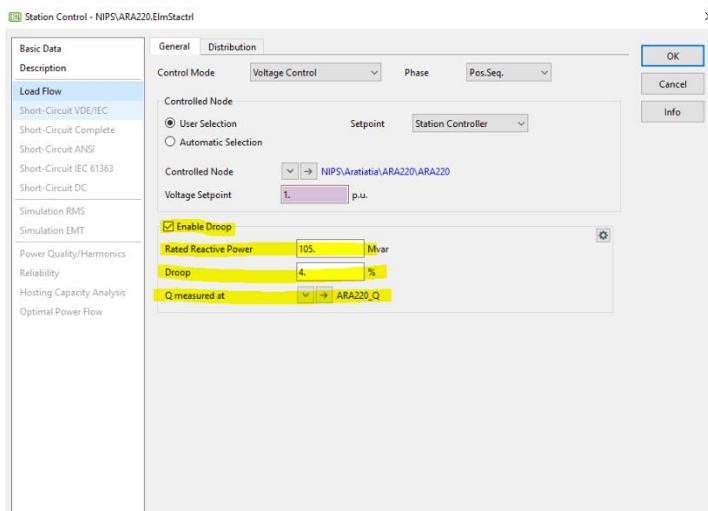 Station Control - NIPS\ARA220.ElmStactrl
Basic Data
Description
Load Flow
Short-Circuit VDE/IEC
Short-Circuit Complete
Short-Circuit ANSI
Short-Circuit IEC 61363
Short-Circuit DC
Simulation RMS
Simulation EMT
Power Quality/Harmonics
Reliability
Hosting Capacity Analysis
Optimal Power Flow
General Distribution
Control Mode Voltage Control Phase Pos.Seq.
Controlled Node
User Selection Setpoint Station Controller
Automatic Selection
Controlled Node NIPS\Aratiatia\ARA220\ARA220
Voltage Setpoint 1. p.u.
Enable Droop
Rated Reactive Power 105. Mvar
Droop 4. %
Q measured at ARA220_Q
OK
Cancel
Info